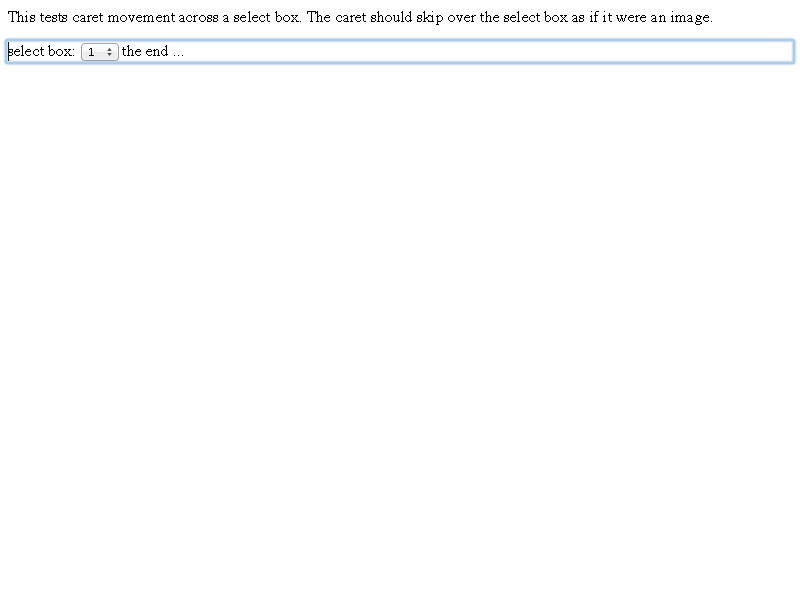 This tests caret movement across a select box. The caret should skip over the select box as if it were an image.
select box: 1 the end ...